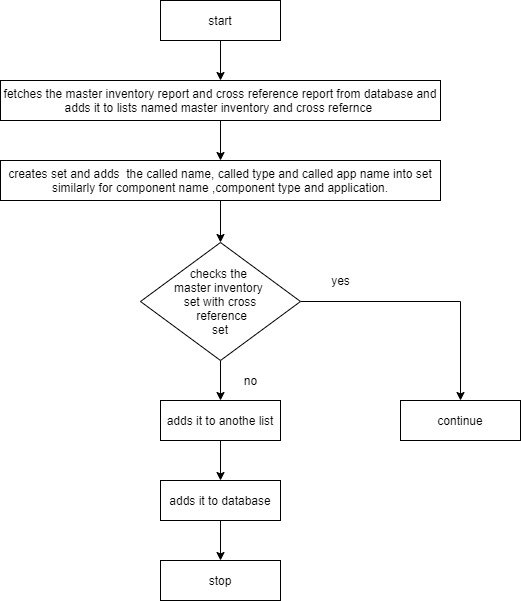 start
fetches the master inventory report and cross reference report from database and
adds it to lists named master inventory and cross refernce
creates set and adds  the called name, called type and called app name into set
similarly for component name ,component type and application.
checks the
master inventory
set with cross
reference
set
yes
no
adds it to anothe list
continue
adds it to database
stop